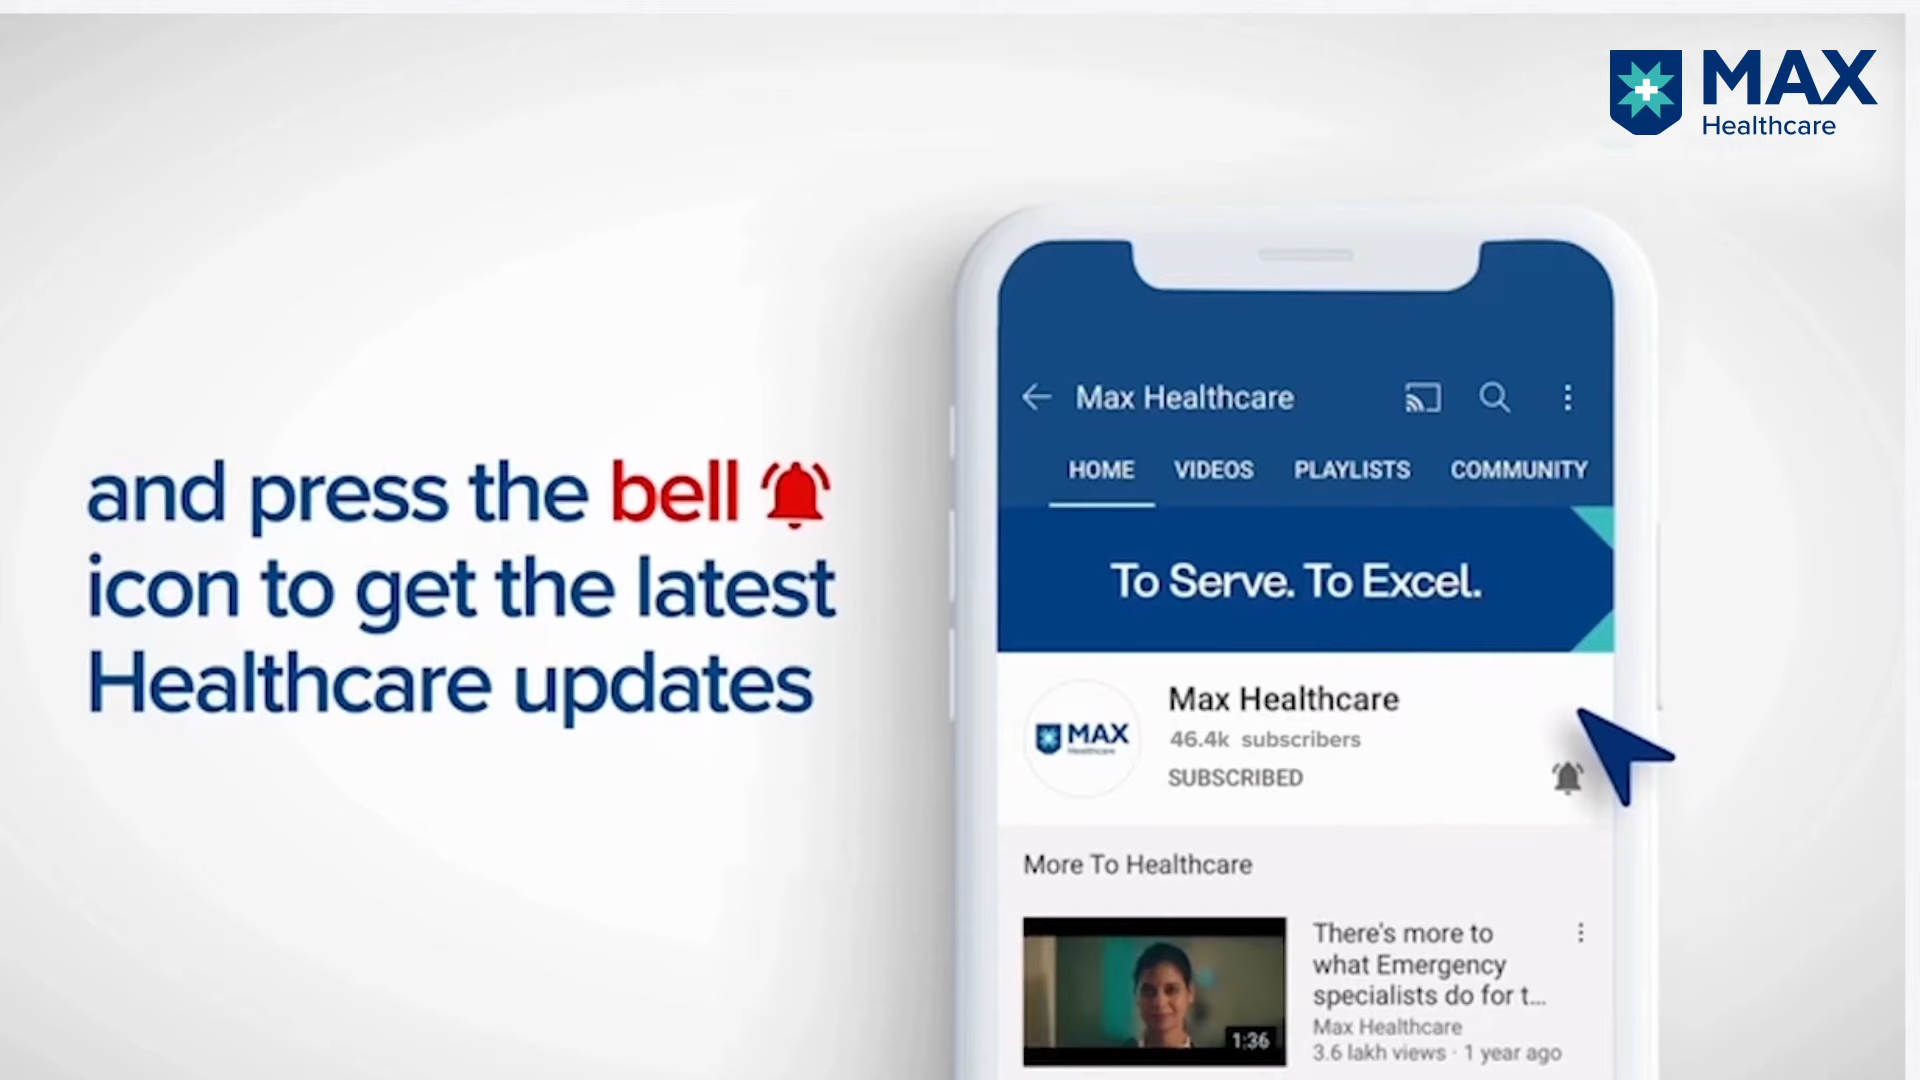 MAX
Healthcare
and press the bell
icon to get the latest
Healthcare updates
Max Healthcare
HOME VIDEOS PLAYLISTS COMMUNITY
To Serve. To Excel.
MAX
Healthcare
Max Healthcare
46.4k subscribers
SUBSCRIBED
More To Healthcare
There's more to
what Emergency
specialists do for t...
Max Healthcare
3.6 lakh views · 1 year ago
1:36